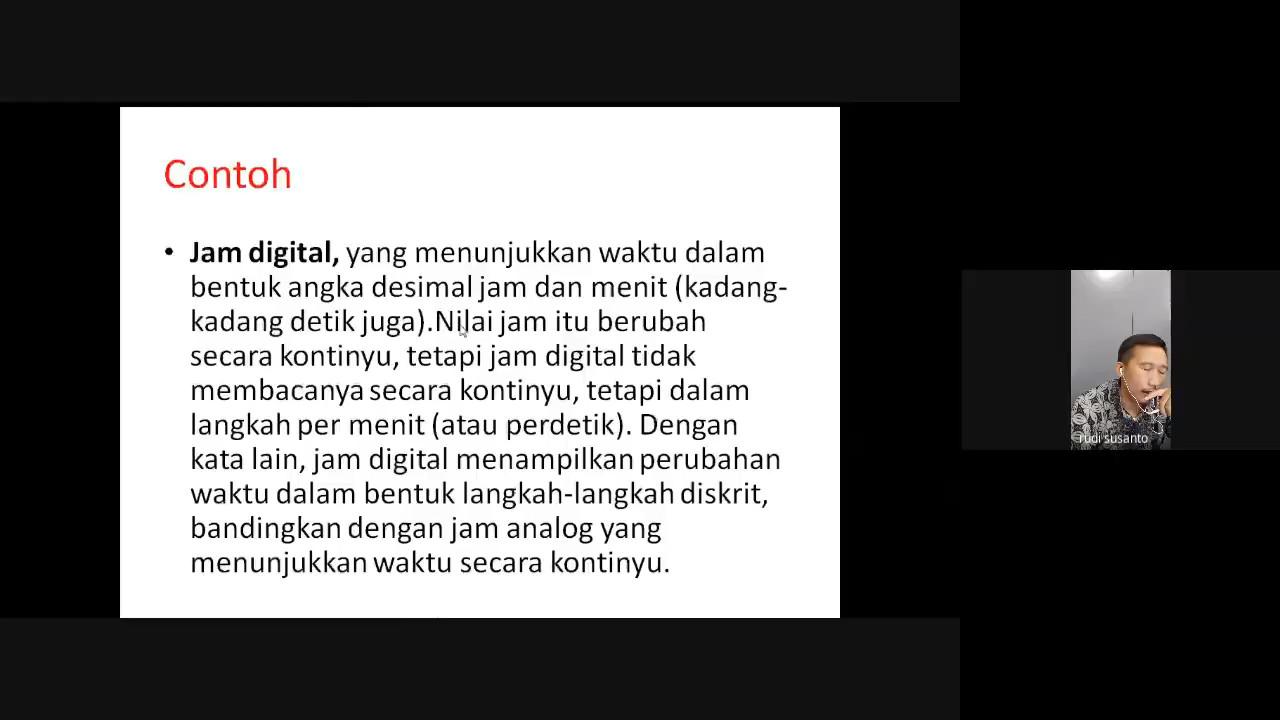 Contoh
• Jam digital, yang menunjukkan waktu dalam
bentuk angka desimal jam dan menit (kadang-
kadang detik juga).Nilai jam itu berubah
secara kontinyu, tetapi jam digital tidak
membacanya secara kontinyu, tetapi dalam
langkah per menit (atau perdetik). Dengan
kata lain, jam digital menampilkan perubahan
waktu dalam bentuk langkah-langkah diskrit,
bandingkan dengan jam analog yang
menunjukkan waktu secara kontinyu.
rudi susanto